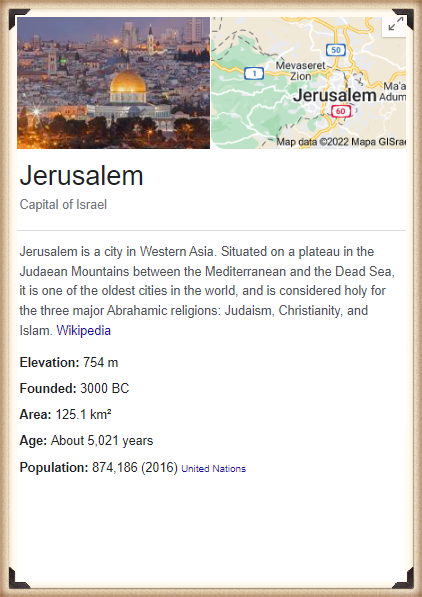 50
Mevaseret
Zion
1
Jerusalem
Ma'a
Adum
60
Map data ©2022 Mapa GISrae
Jerusalem
Capital of Israel
Jerusalem is a city in Western Asia. Situated on a plateau in the
Judaean Mountains between the Mediterranean and the Dead Sea,
it is one of the oldest cities in the world, and is considered holy for
the three major Abrahamic religions: Judaism, Christianity, and
Islam. Wikipedia
Elevation: 754 m
Founded: 3000 BC
Area: 125.1 km²
Age: About 5,021 years
Population: 874,186 (2016) United Nations